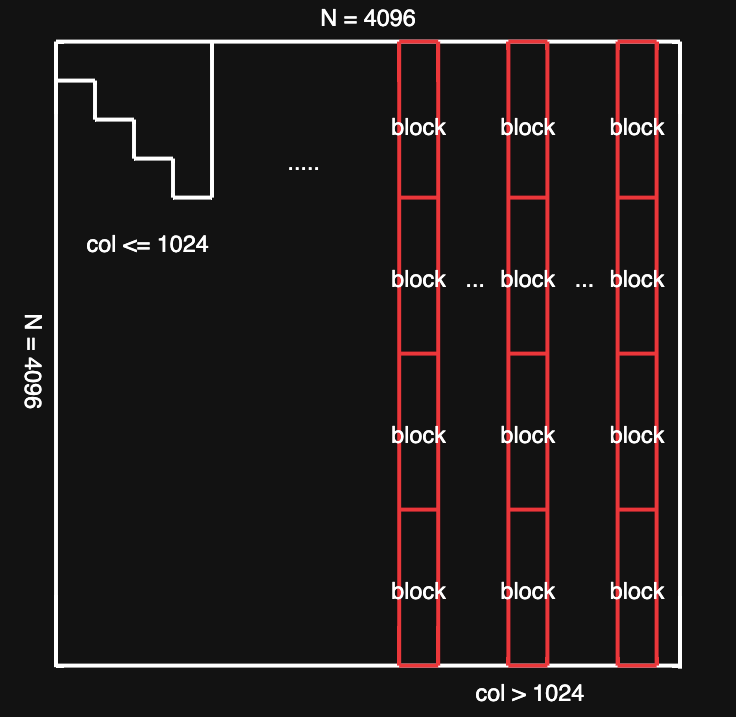 N = 4096
block block block
.....
col <= 1024
block ... block ... block
N = 4096
block block block
block block block
col > 1024